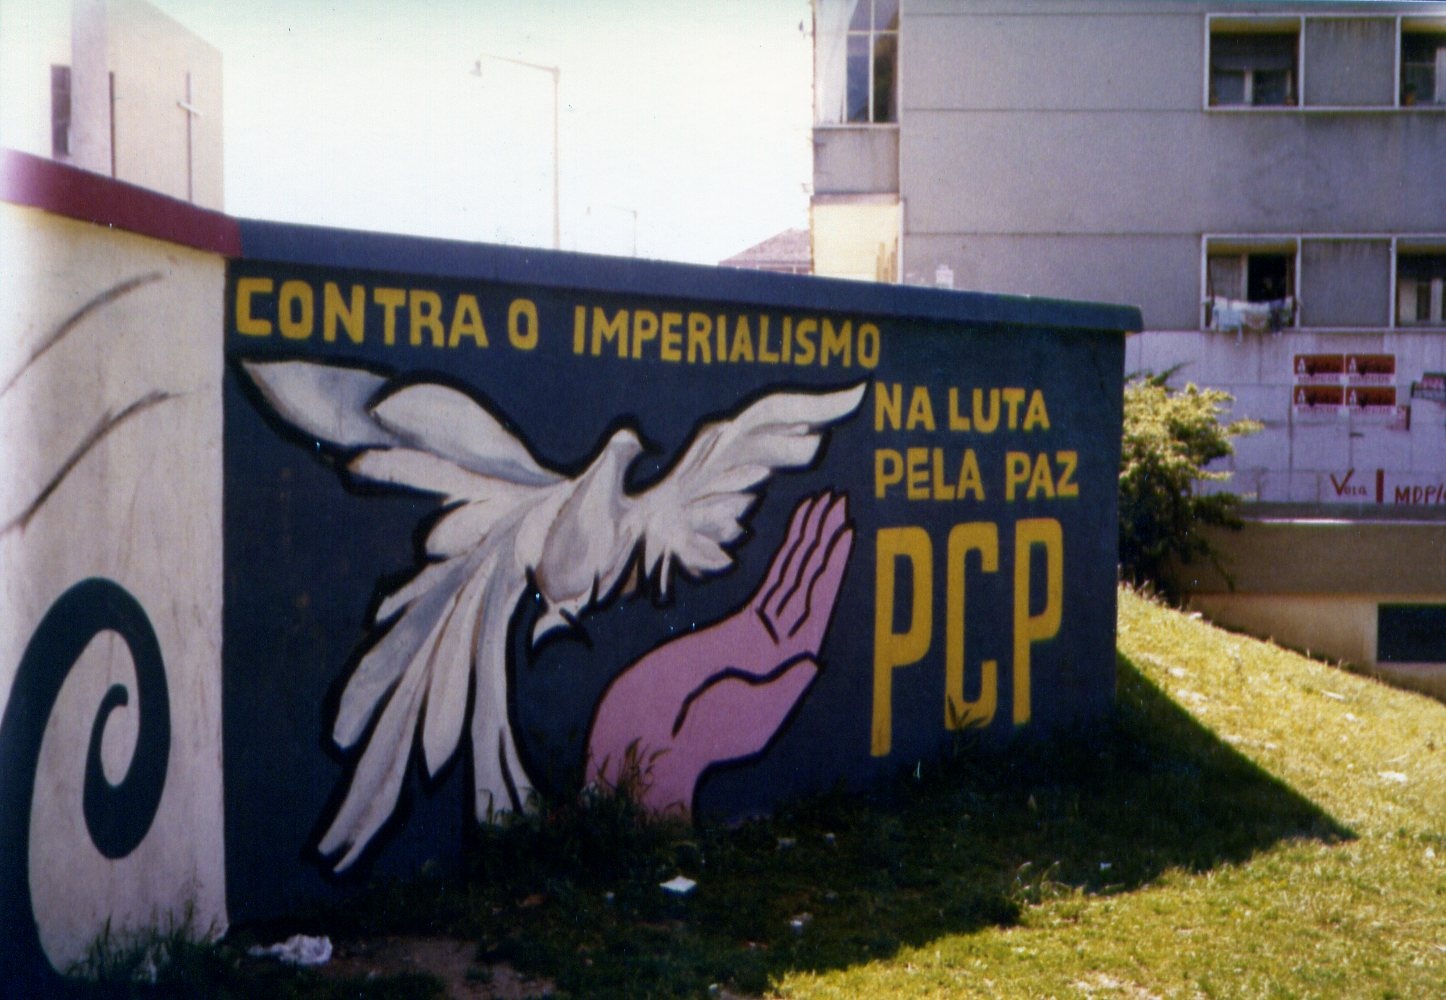 CONTRA O IMPERIALISMO
NA LUTA
PELA PAZ
PCP
VOTA
MDP/